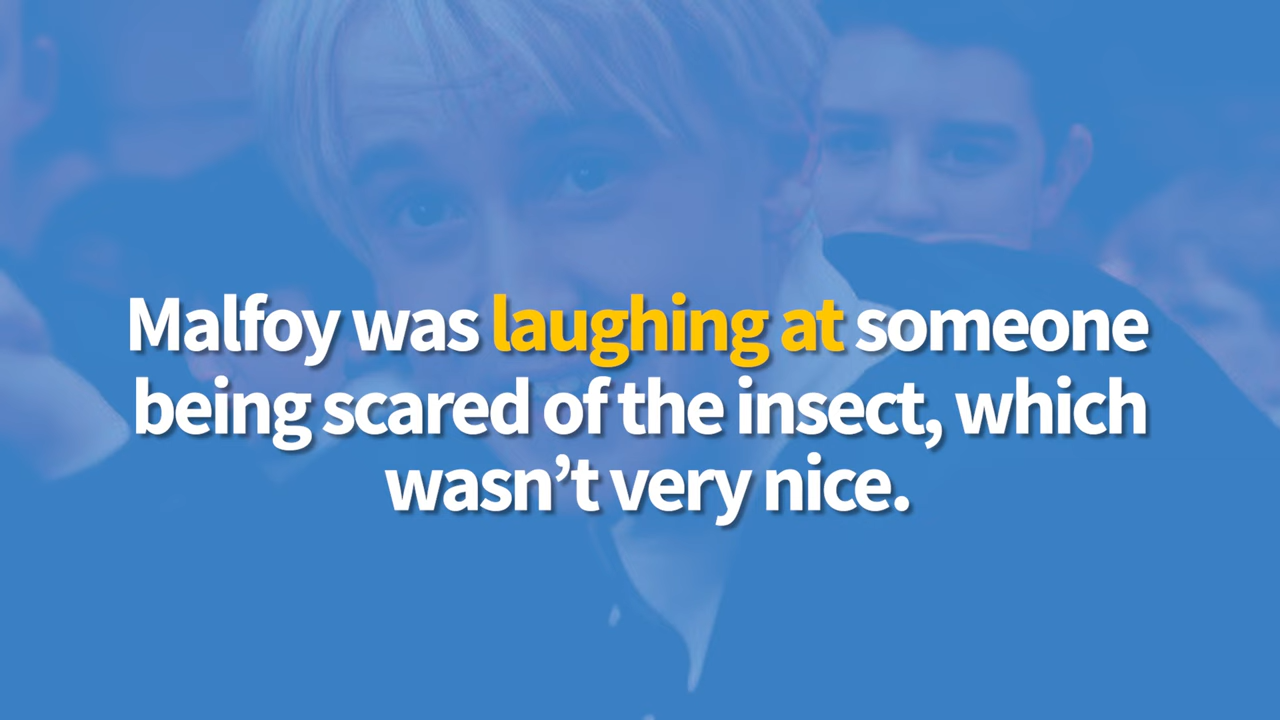 Malfoy was laughing at someone
being scared of the insect, which
wasn’t very nice.